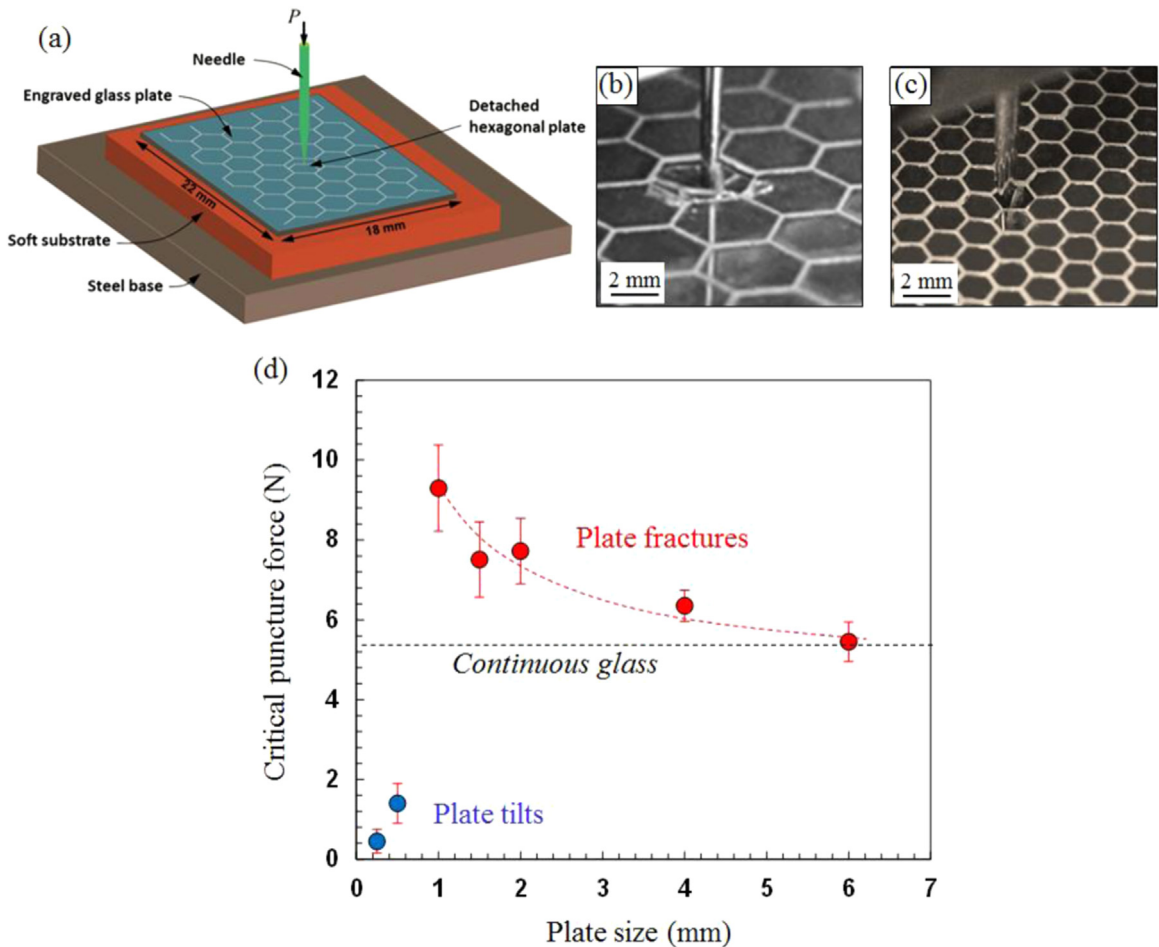 (a)
P
Needle
Engraved glass plate
Detached
hexagonal plate
22 mm
18 mm
Soft substrate
Steel base
(b)
2 mm
(c)
2 mm
(d)
12
10
8
6
4
2
0
Critical puncture force (N)
Plate fractures
Continuous glass
Plate tilts
0 1 2 3 4 5 6 7
Plate size (mm)